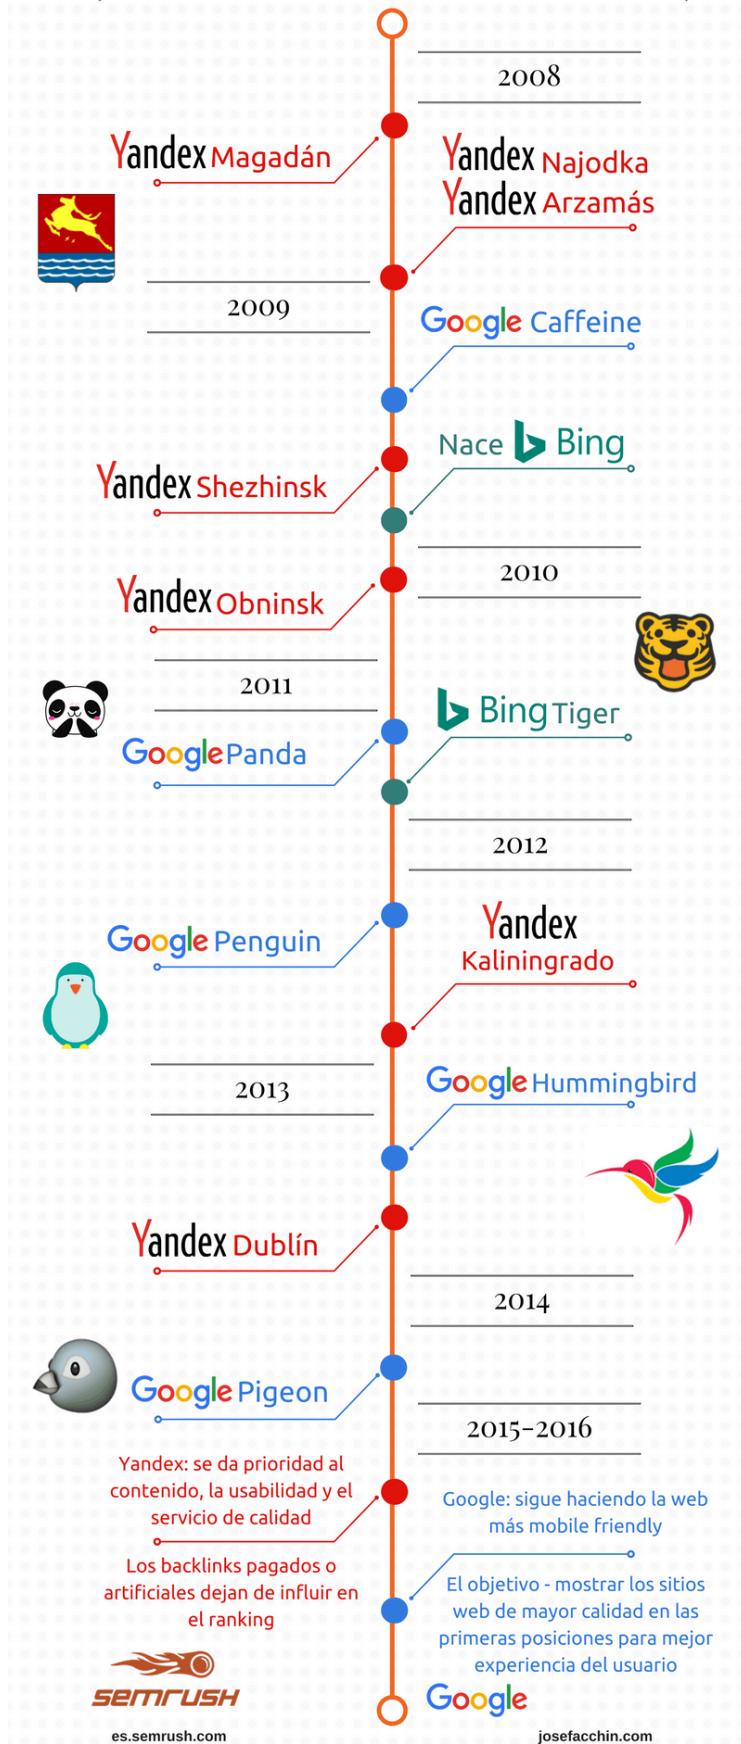 2008
Yandex Magadán
Yandex Najodka
Yandex Arzamás
2009
Google Caffeine
Nace Bing
Yandex Shezhinsk
2010
Yandex Obninsk
2011
Bing Tiger
Google Panda
2012
Yandex
Kaliningrado
Google Penguin
2013
Google Hummingbird
Yandex Dublín
2014
Google Pigeon
2015-2016
Yandex: se da prioridad al
contenido, la usabilidad y el
servicio de calidad
Los backlinks pagados o
artificiales dejan de influir en
el ranking
Google: sigue haciendo la web
más mobile friendly
El objetivo - mostrar los sitios
web de mayor calidad en las
primeras posiciones para mejor
experiencia del usuario
semrush
Google
es.semrush.com
josefacchin.com